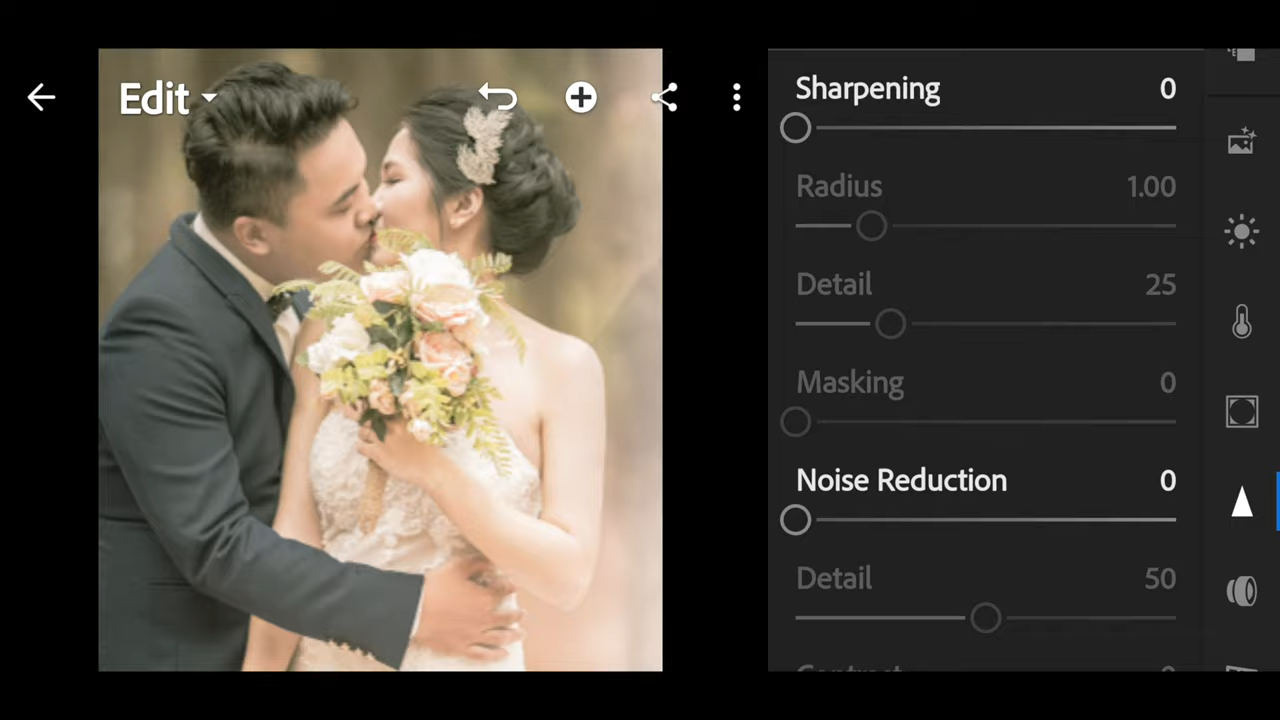 Edit
Sharpening 0
Radius 1.00
Detail 25
Masking 0
Noise Reduction 0
Detail 50